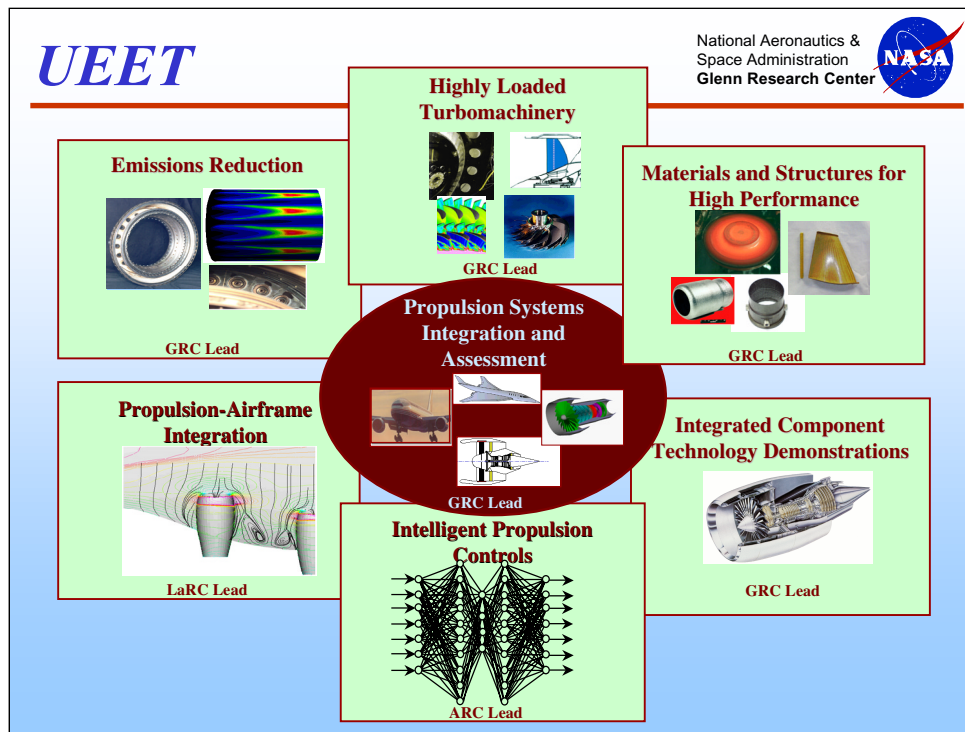 UEET
National Aeronautics &
Space Administration
Glenn Research Center
NASA
Highly Loaded
Turbomachinery
GRC Lead
Emissions Reduction
GRC Lead
Materials and Structures for
High Performance
GRC Lead
Propulsion Systems
Integration and
Assessment
GRC Lead
Propulsion-Airframe
Integration
LaRC Lead
Integrated Component
Technology Demonstrations
GRC Lead
Intelligent Propulsion
Controls
ARC Lead